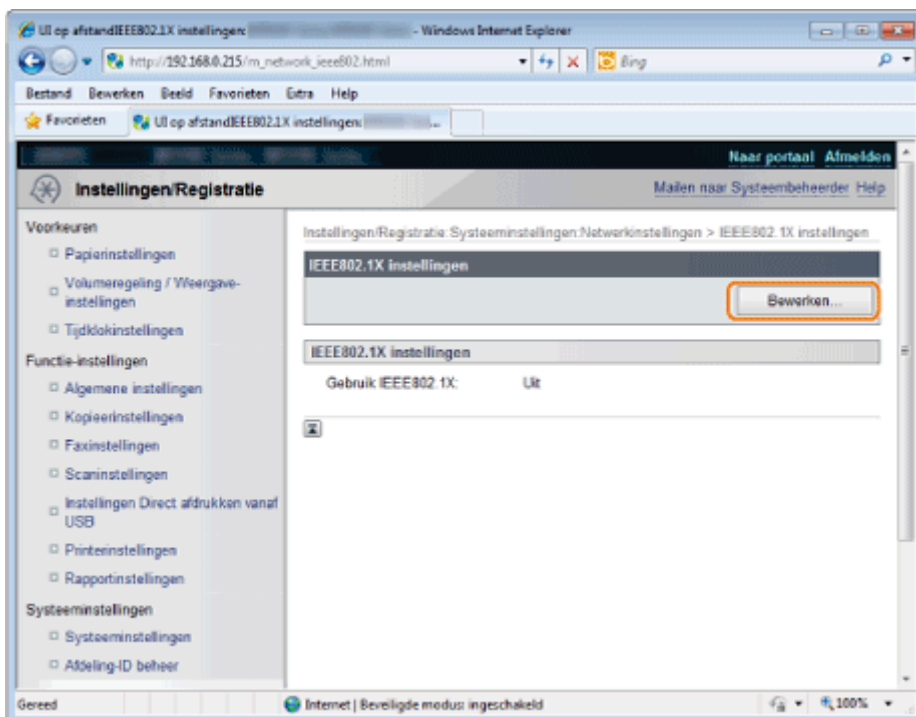 UI op afstandIEEE802.1X instellingen: - Windows Internet Explorer
http://192.168.0.215/m_network_ieee802.html
Bing
Bestand Bewerken Beeld Favorieten Extra Help
Favorieten UI op afstandIEEE802.1X instellingen: ...
Naar portaal Afmelden
Instellingen/Registratie
Mailen naar Systeembeheerder Help
Voorkeuren
Papierinstellingen
Volumeregeling / Weergave-
instellingen
Tijdklokinstellingen
Functie-instellingen
Algemene instellingen
Kopieerinstellingen
Faxinstellingen
Scaninstellingen
Instellingen Direct afdrukken vanaf
USB
Printerinstellingen
Rapportinstellingen
Systeeminstellingen
Systeeminstellingen
Afdeling-ID beheer
Instellingen/Registratie:Systeeminstellingen:Netwerkinstellingen > IEEE802.1X instellingen
IEEE802.1X instellingen
Bewerken...
IEEE802.1X instellingen
Gebruik IEEE802.1X: Uit
Gereed
Internet | Beveiligde modus: ingeschakeld
100%